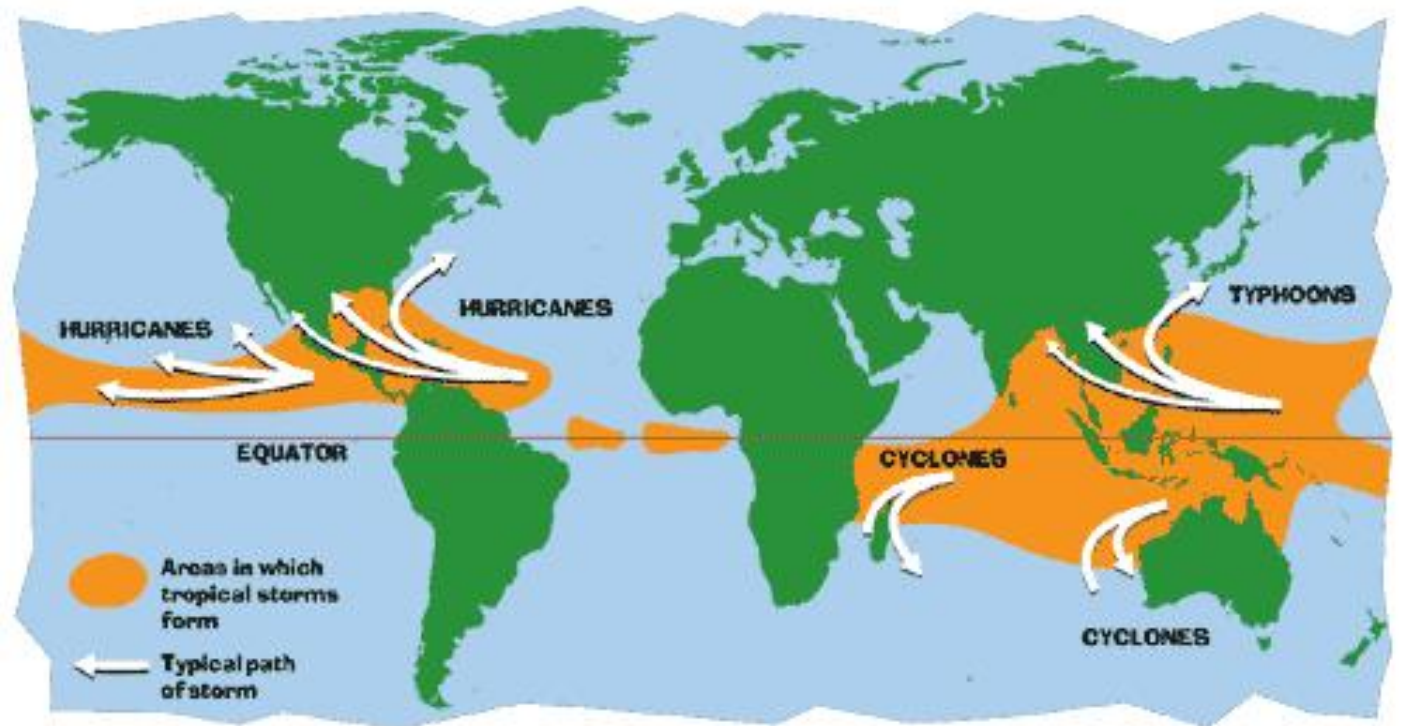 HURRICANES
HURRICANES
TYPHOONS
EQUATOR
CYCLONES
CYCLONES
Areas in which
tropical storms
form
Typical path
of storm